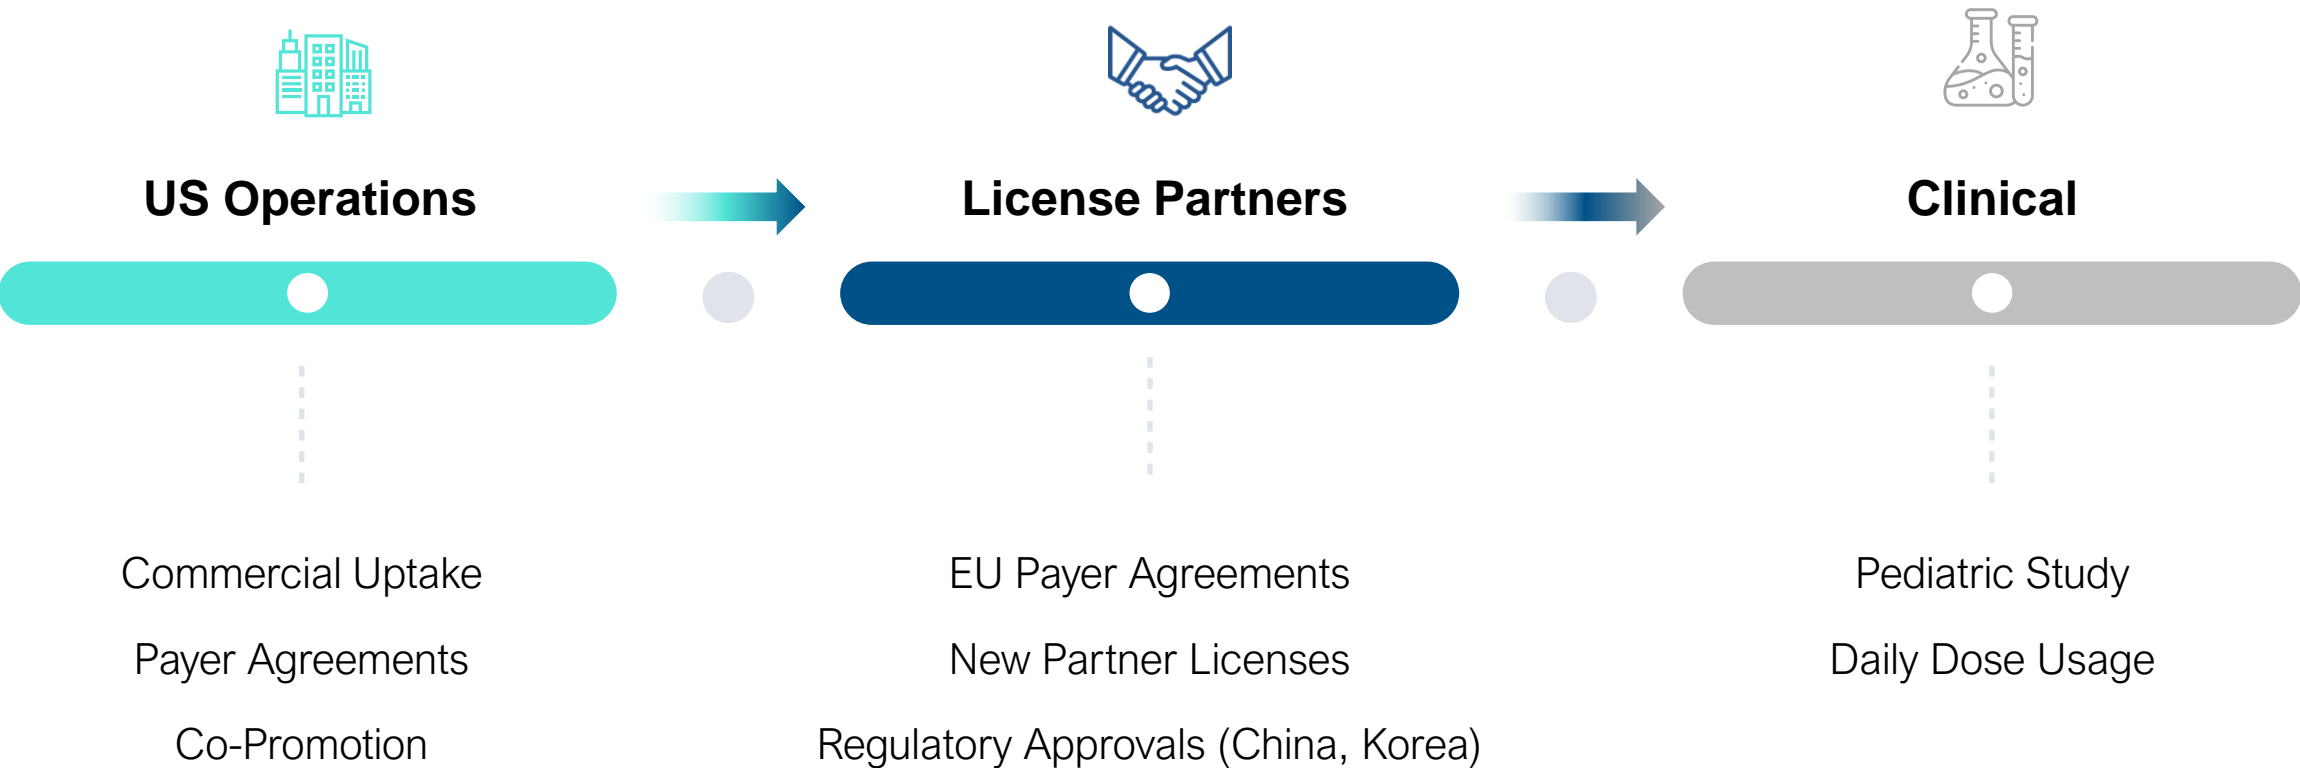 US Operations
License Partners
Clinical
Commercial Uptake
Payer Agreements
Co-Promotion
EU Payer Agreements
New Partner Licenses
Regulatory Approvals (China, Korea)
Pediatric Study
Daily Dose Usage